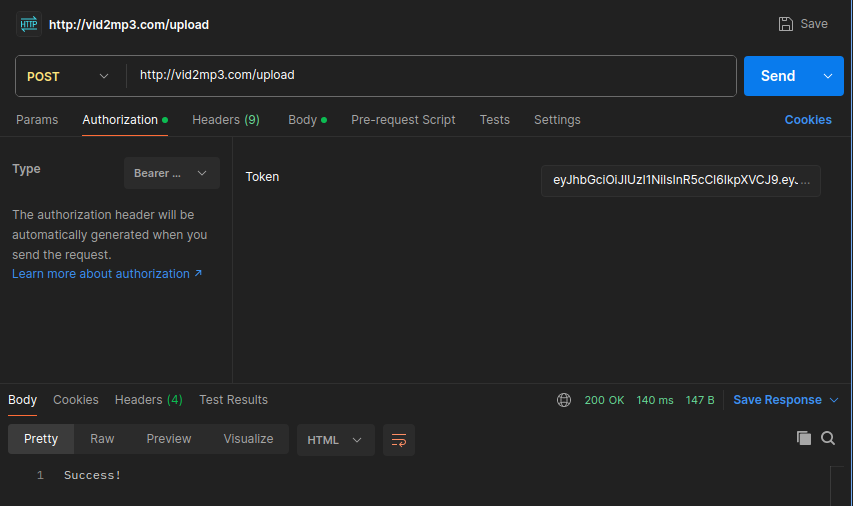 HTTP http://vid2mp3.com/upload Save
POST http://vid2mp3.com/upload Send
Params Authorization Headers (9) Body Pre-request Script Tests Settings Cookies
Type Bearer ... Token eyJhbGciOiJIUzI1NiIsInR5cCI6IkpXVCJ9.ey. ...
The authorization header will be
automatically generated when you
send the request.
Learn more about authorization ↗
Body Cookies Headers (4) Test Results 200 OK 140 ms 147 B Save Response
Pretty Raw Preview Visualize HTML
1 Success!